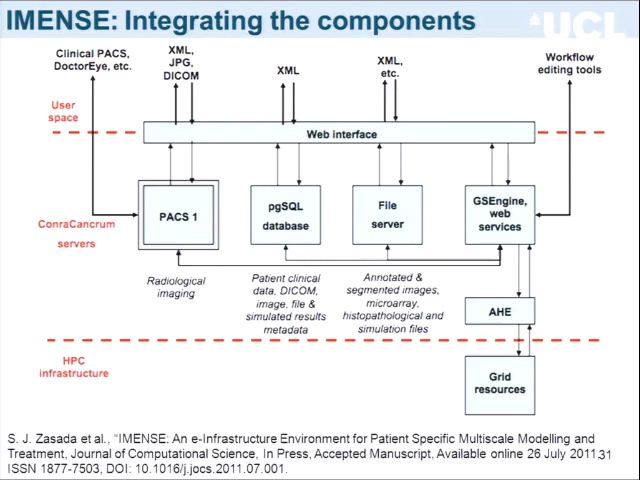 IMENSE: Integrating the components
UCL
Clinical PACS,
DoctorEye, etc.
XML,
JPG,
DICOM
XML
XML,
etc.
Workflow
editing tools
User
space
Web interface
PACS 1
pgSQL
database
File
server
GSEngine,
web
services
ConraCancrum
servers
Radiological
imaging
Patient clinical
data, DICOM,
image, file &
simulated results
metadata
Annotated &
segmented images,
microarray,
histopathological and
simulation files
AHE
HPC
infrastructure
Grid
resources
S. J. Zasada et al., “IMENSE: An e-Infrastructure Environment for Patient Specific Multiscale Modelling and
Treatment, Journal of Computational Science, In Press, Accepted Manuscript, Available online 26 July 2011,
ISSN 1877-7503, DOI: 10.1016/j.jocs.2011.07.001.
31